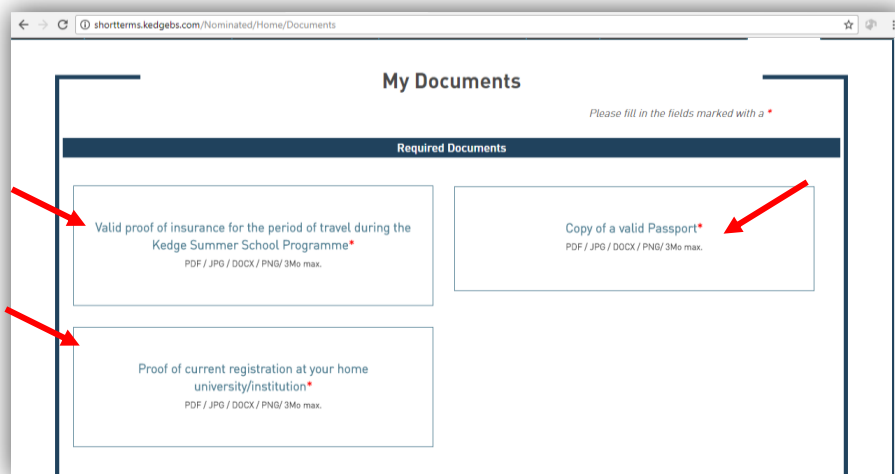 shortterms.kedgebs.com/Nominated/Home/Documents
My Documents
Please fill in the fields marked with a *
Required Documents
Valid proof of insurance for the period of travel during the
Kedge Summer School Programme*
PDF / JPG / DOCX / PNG/ 3Mo max.
Copy of a valid Passport*
PDF / JPG / DOCX / PNG/ 3Mo max.
Proof of current registration at your home
university/institution*
PDF / JPG / DOCX / PNG/ 3Mo max.